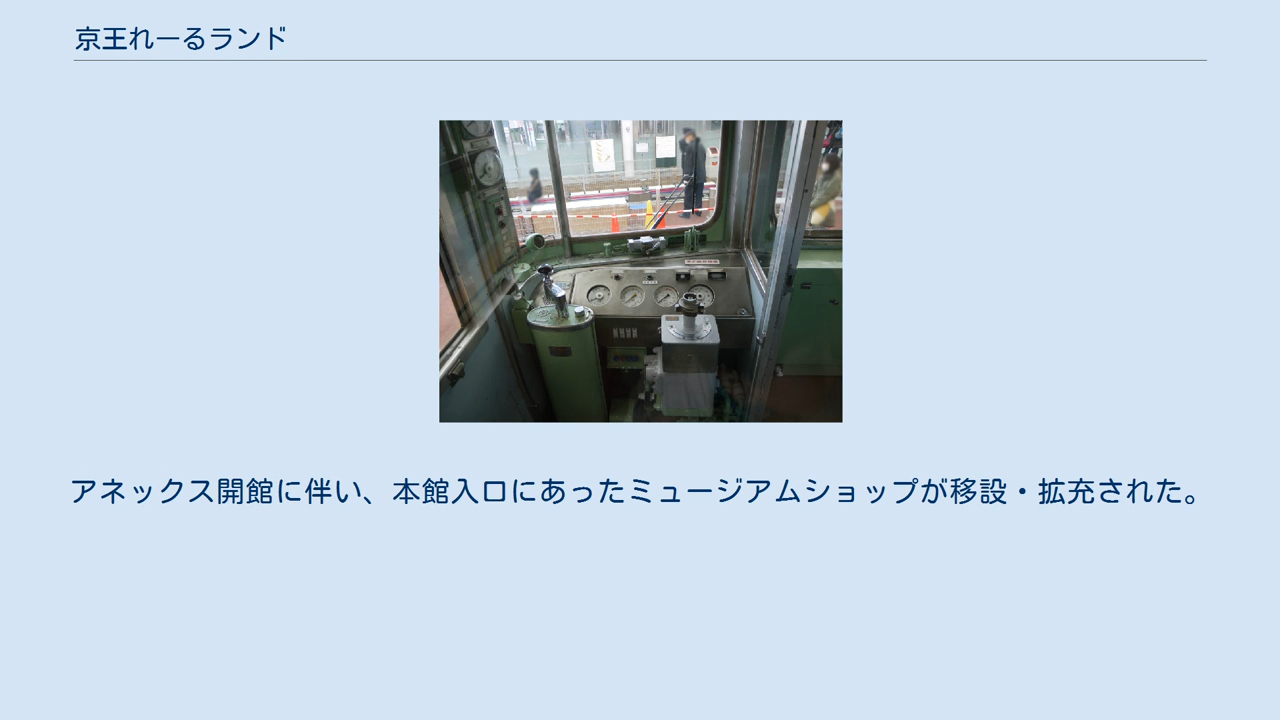 京王れーるランド
アネックス開館に伴い、本館入口にあったミュージアムショップが移設・拡充された。